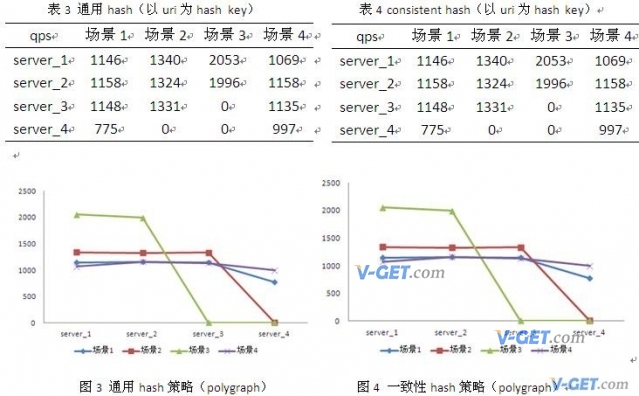 表 3 通用 hash（以 uri 为 hash key）
qps 场景 1 场景 2 场景 3 场景 4
server_1 1146 1340 2053 1069
server_2 1158 1324 1996 1158
server_3 1148 1331 0 1135
server_4 775 0 0 997
表 4 consistent hash（以 uri 为 hash key）
qps 场景 1 场景 2 场景 3 场景 4
server_1 1146 1340 2053 1069
server_2 1158 1324 1996 1158
server_3 1148 1331 0 1135
server_4 775 0 0 997
2500
2000
1500
1000
500
0
server_1 server_2 server_3 server_4
场景1 场景2 场景3 场景4
图 3 通用 hash 策略（polygraph）
2500
2000
1500
1000
500
0
V-GET.com
server_1 server_2 server_4
V-GET.com
场景1 场景2 场景3 场景4
图 4 一致性 hash 策略（polygraph）
V-GET.com